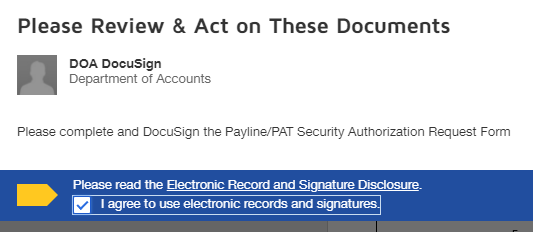 Please Review & Act on These Documents
DOA DocuSign
Department of Accounts
Please complete and DocuSign the Payline/PAT Security Authorization Request Form
Please read the Electronic Record and Signature Disclosure.
I agree to use electronic records and signatures.